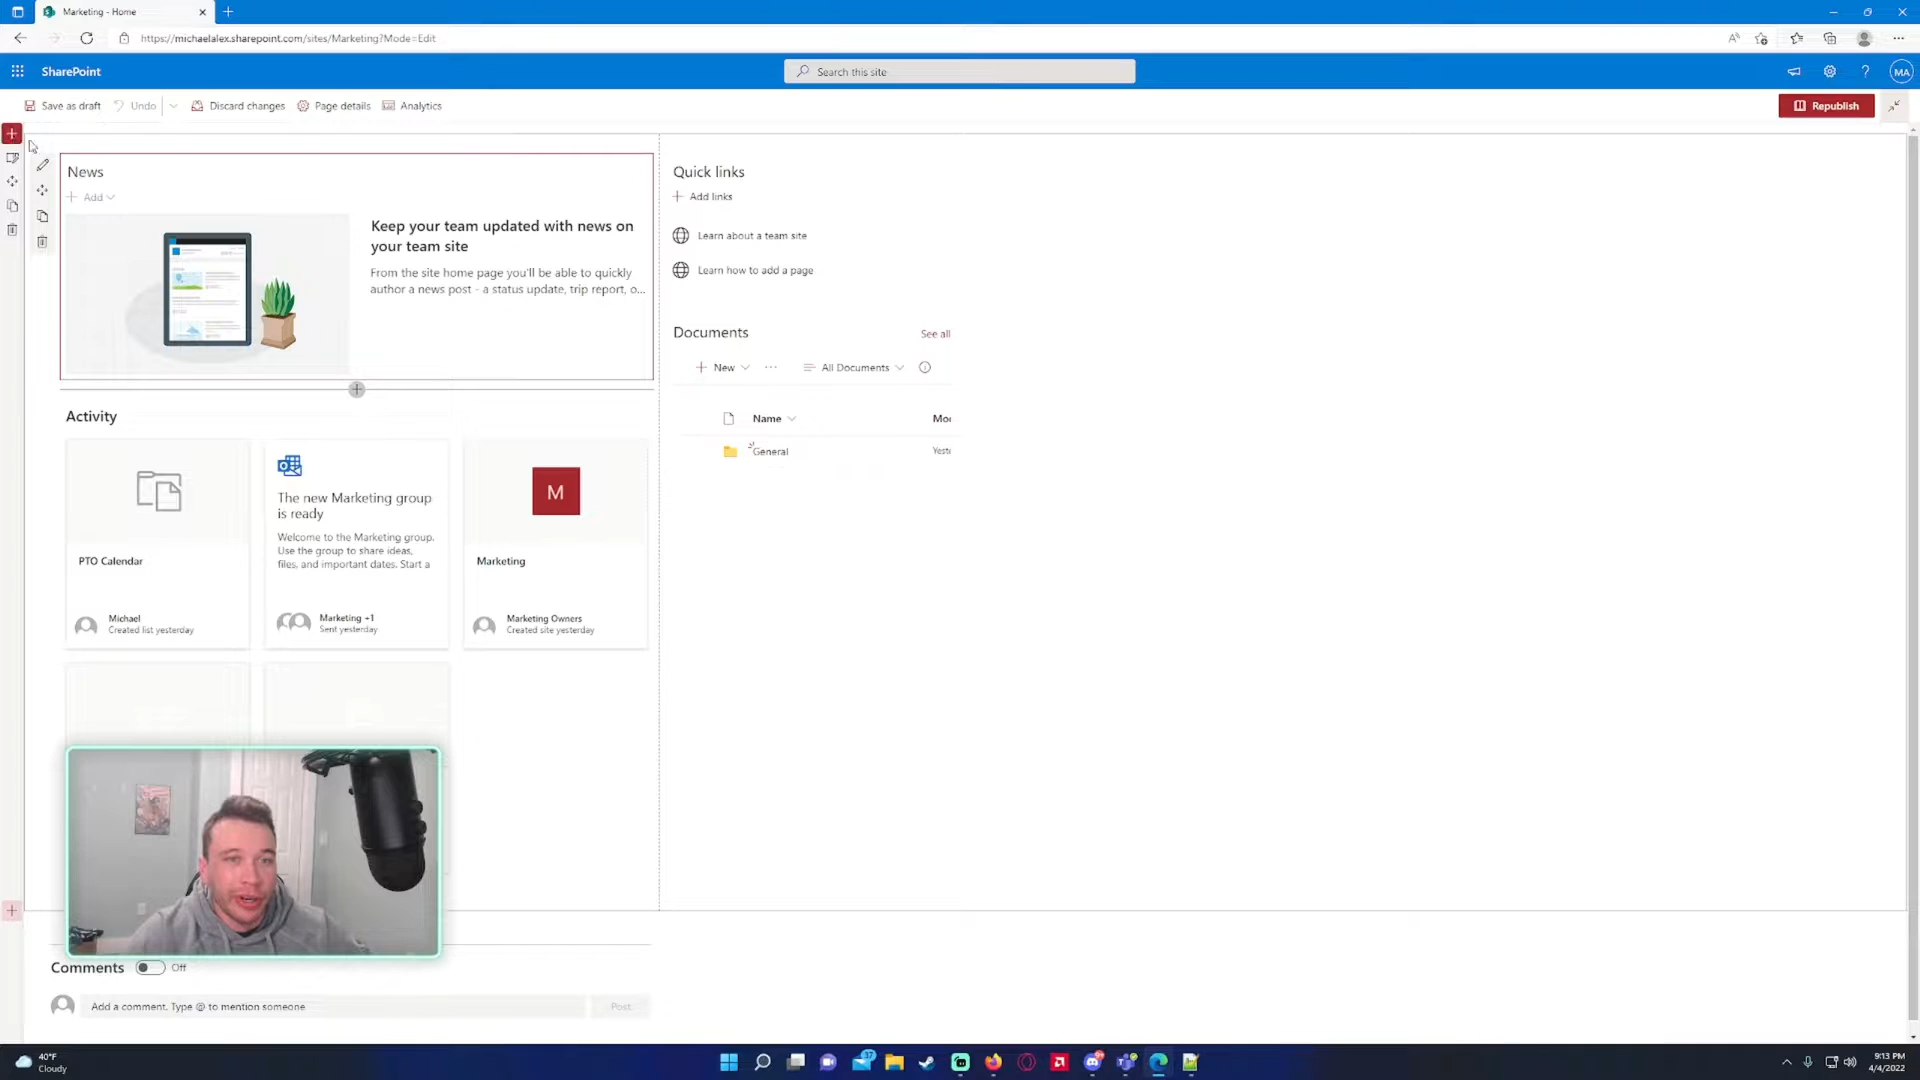 Marketing - Home
https://michaelalex.sharepoint.com/sites/Marketing?Mode=Edit
SharePoint
Search this site
MA
Save as draft
Undo
Discard changes
Page details
Analytics
Republish
News
Add
Keep your team updated with news on
your team site
From the site home page you'll be able to quickly
author a news post - a status update, trip report, o...
Quick links
Add links
Learn about a team site
Learn how to add a page
Documents
See all
New
All Documents
Name
Moc
General
Yeste
Activity
PTO Calendar
Michael
Created list yesterday
The new Marketing group
is ready
Welcome to the Marketing group.
Use the group to share ideas,
files, and important dates. Start a
Marketing +1
Sent yesterday
M
Marketing
Marketing Owners
Created site yesterday
Comments
Off
Add a comment. Type @ to mention someone
Post
40°F
Cloudy
9:13 PM
4/4/2022